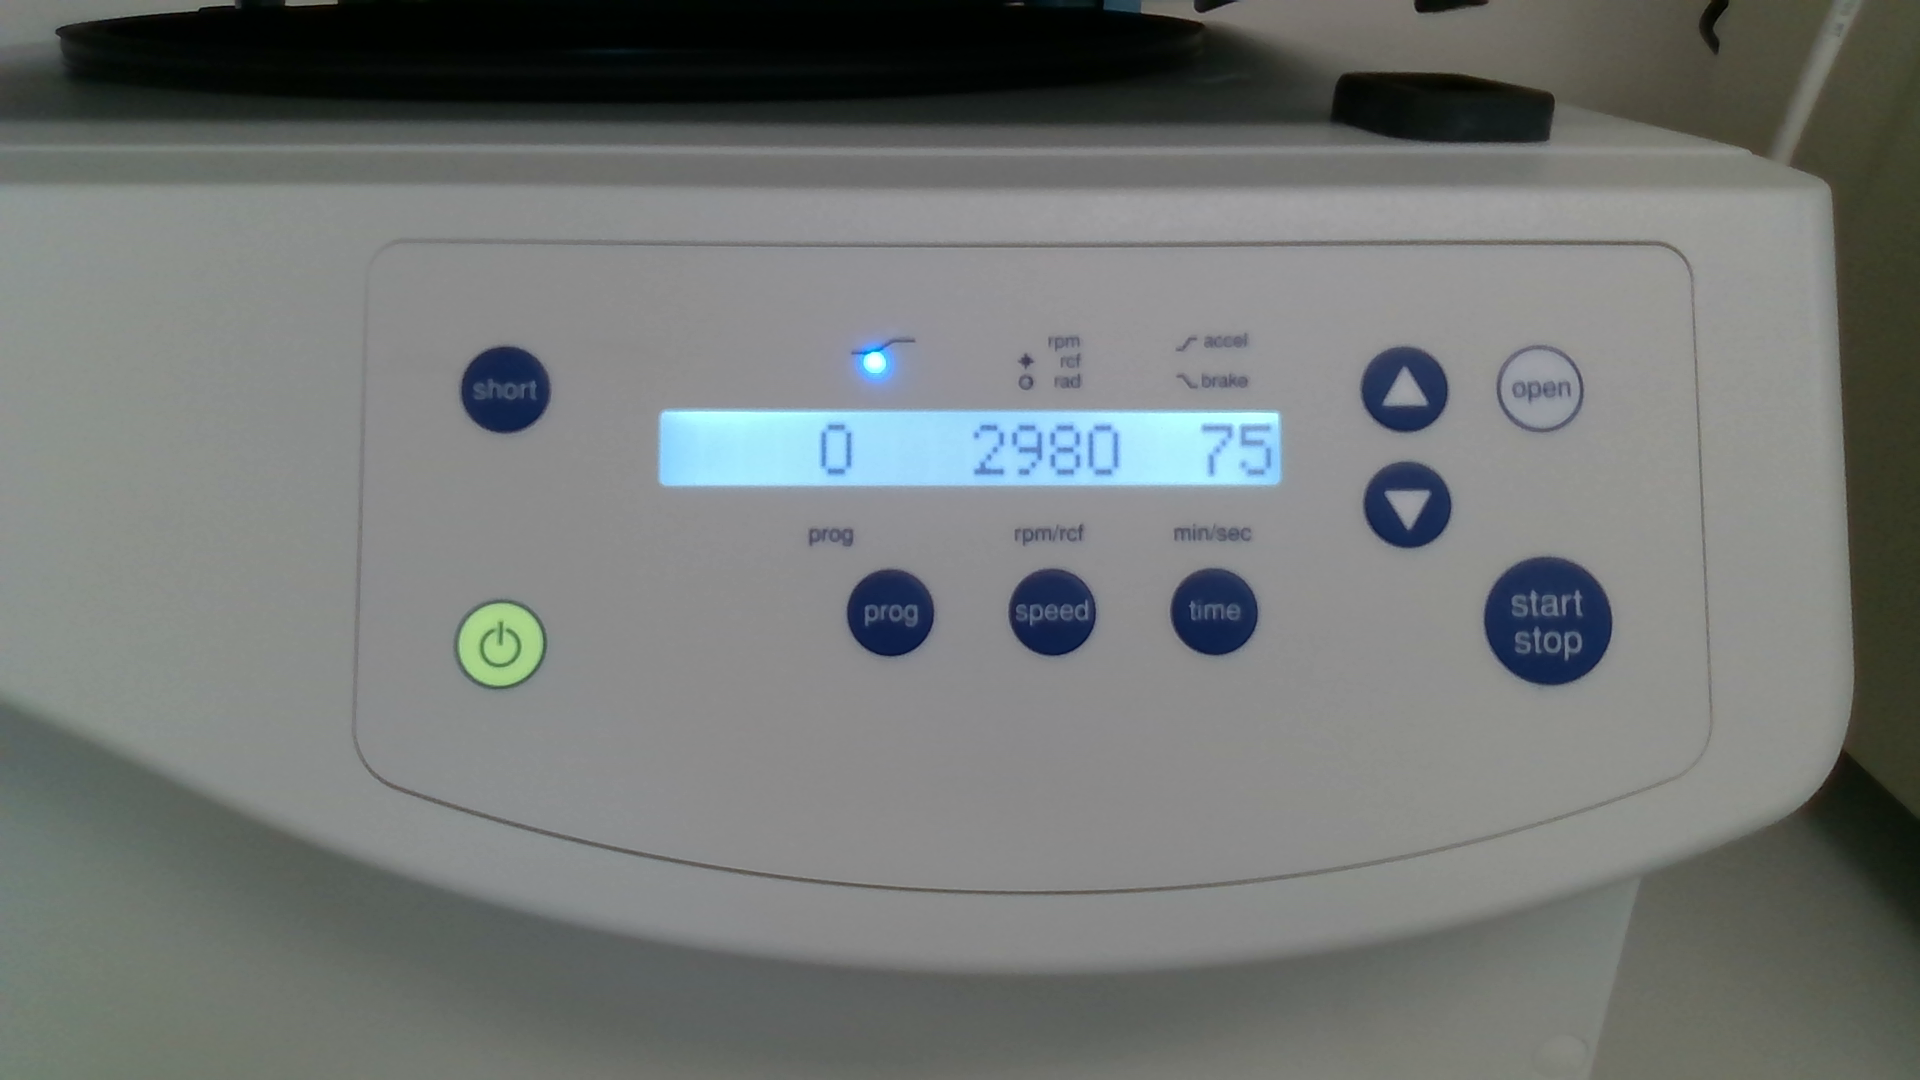 short
rpm
rcf
rad
accel
brake
open
0 2980 75
prog rpm/rcf min/sec
prog speed time
start
stop